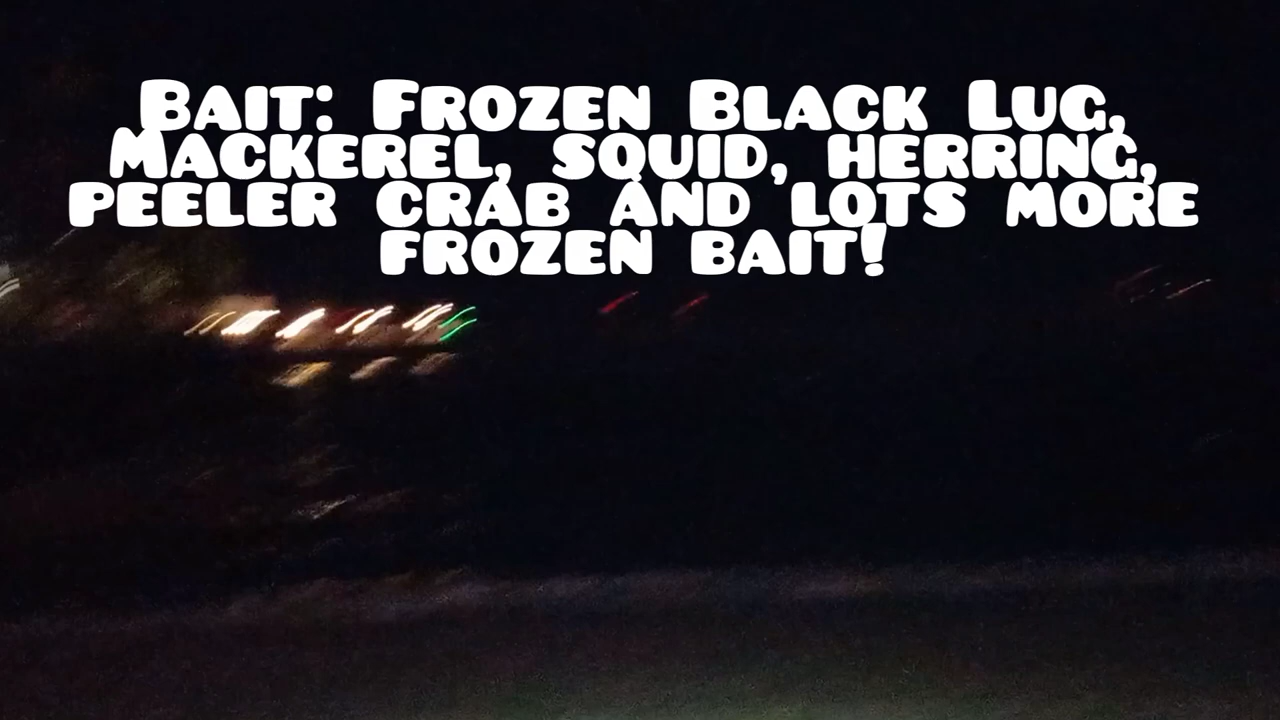 Bait: Frozen Black Lug,
Mackerel, squid, herring,
peeler crab and lots more
frozen bait!